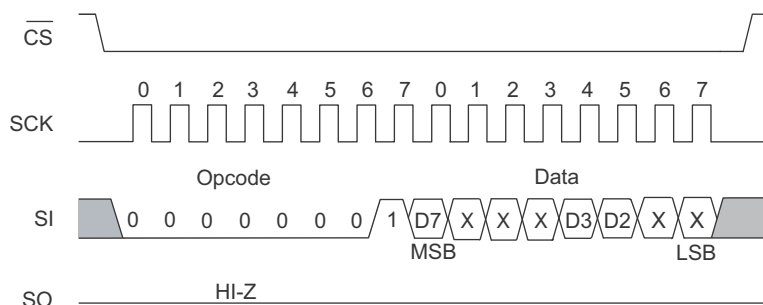 CS
0 1 2 3 4 5 6 7 0 1 2 3 4 5 6 7
SCK
Opcode Data
SI 0 0 0 0 0 0 0 1 D7 X X X D3 D2 X X
MSB LSB
HI-Z
SO